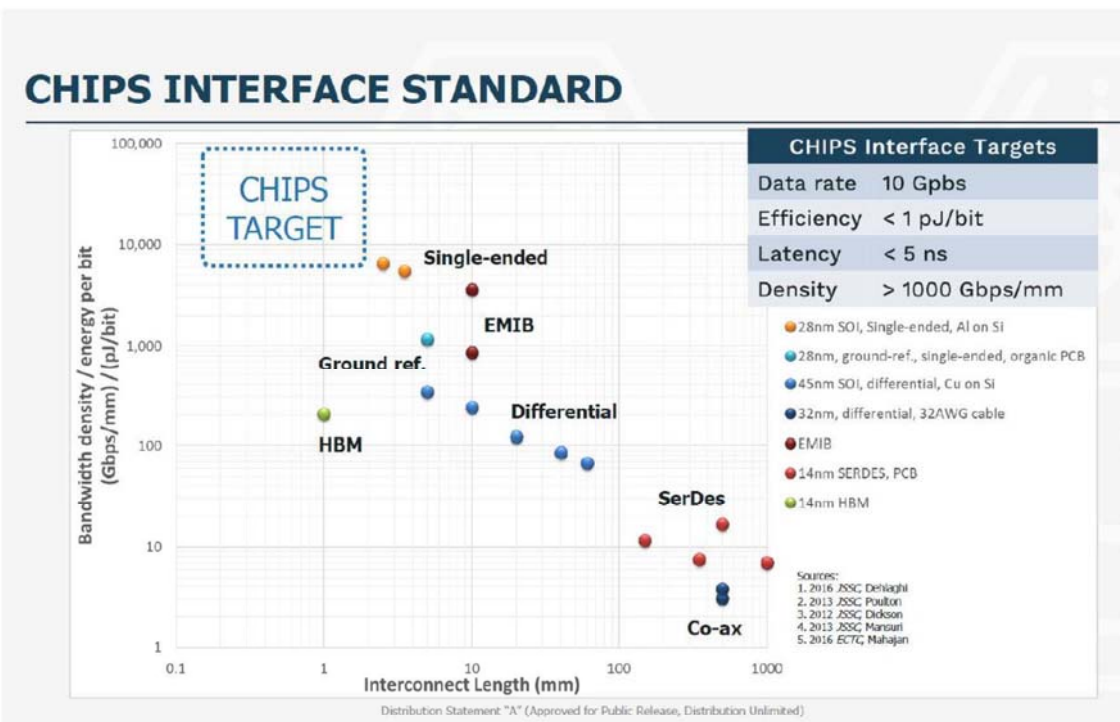 CHIPS INTERFACE STANDARD
CHIPS Interface Targets
Data rate 10 Gpbs
Efficiency < 1 pJ/bit
Latency < 5 ns
Density > 1000 Gbps/mm
Bandwidth density / energy per bit
(Gbps/mm) / (pJ/bit)
100,000
10,000
1,000
100
10
1
CHIPS
TARGET
Single-ended
EMIB
Ground ref.
Differential
HBM
SerDes
Co-ax
28nm SOI, Single-ended, Al on Si
28nm, ground-ref., single-ended, organic PCB
45nm SOI, differential, Cu on Si
32nm, differential, 32AWG cable
EMIB
14nm SERDES, PCB
14nm HBM
Sources:
1. 2016 JSSC, Dehlaghi
2. 2013 JSSC, Poulton
3. 2012 JSSC, Dickson
4. 2013 JSSC, Mansuri
5. 2016 ECTC, Mahajan
0.1 1 10 100 1000
Interconnect Length (mm)
Distribution Statement "A" (Approved for Public Release, Distribution Unlimited)